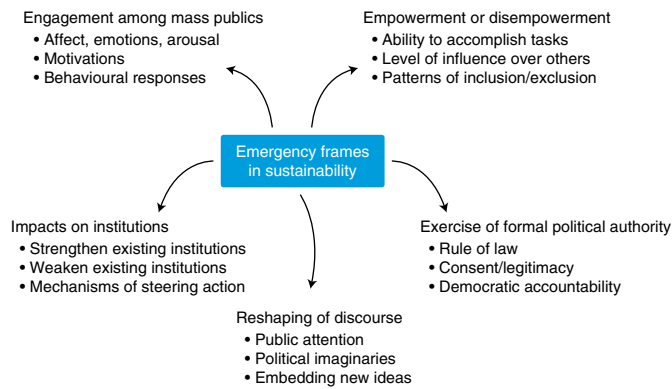 Engagement among mass publics
• Affect, emotions, arousal
• Motivations
• Behavioural responses
Empowerment or disempowerment
• Ability to accomplish tasks
• Level of influence over others
• Patterns of inclusion/exclusion
Emergency frames
in sustainability
Impacts on institutions
• Strengthen existing institutions
• Weaken existing institutions
• Mechanisms of steering action
Exercise of formal political authority
• Rule of law
• Consent/legitimacy
• Democratic accountability
Reshaping of discourse
• Public attention
• Political imaginaries
• Embedding new ideas